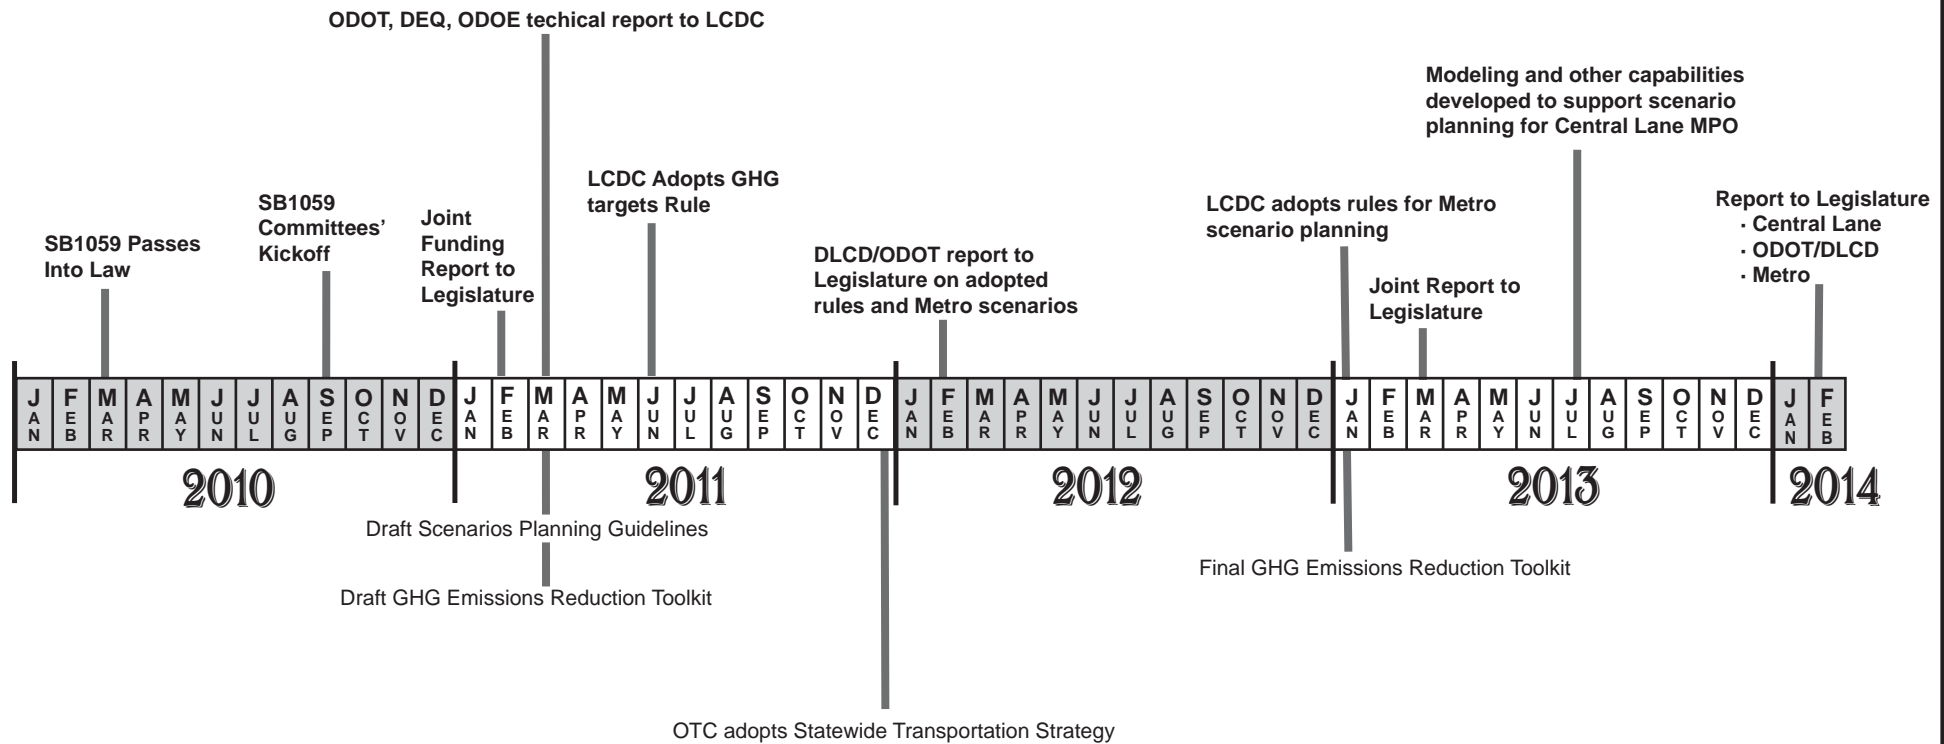 ODOT, DEQ, ODOE techical report to LCDC
Modeling and other capabilities
developed to support scenario
planning for Central Lane MPO
LCDC Adopts GHG
targets Rule
SB1059
Committees’
Kickoff
Joint
Funding
Report to
Legislature
LCDC adopts rules for Metro
scenario planning
Report to Legislature
· Central Lane
· ODOT/DLCD
· Metro
SB1059 Passes
Into Law
DLCD/ODOT report to
Legislature on adopted
rules and Metro scenarios
Joint Report to
Legislature
J F M A M J J A S O N D J F M A M J J A S O N D J F M A M J J A S O N D J F M A M J J A S O N D J F
JAN FEB MAR APR MAY JUN JUL AUG SEP OCT NOV DEC JAN FEB MAR APR MAY JUN JUL AUG SEP OCT NOV DEC JAN FEB MAR APR MAY JUN JUL AUG SEP OCT NOV DEC JAN FEB MAR APR MAY JUN JUL AUG SEP OCT NOV DEC JAN FEB
2010 2011 2012 2013 2014
Draft Scenarios Planning Guidelines
Final GHG Emissions Reduction Toolkit
Draft GHG Emissions Reduction Toolkit
OTC adopts Statewide Transportation Strategy